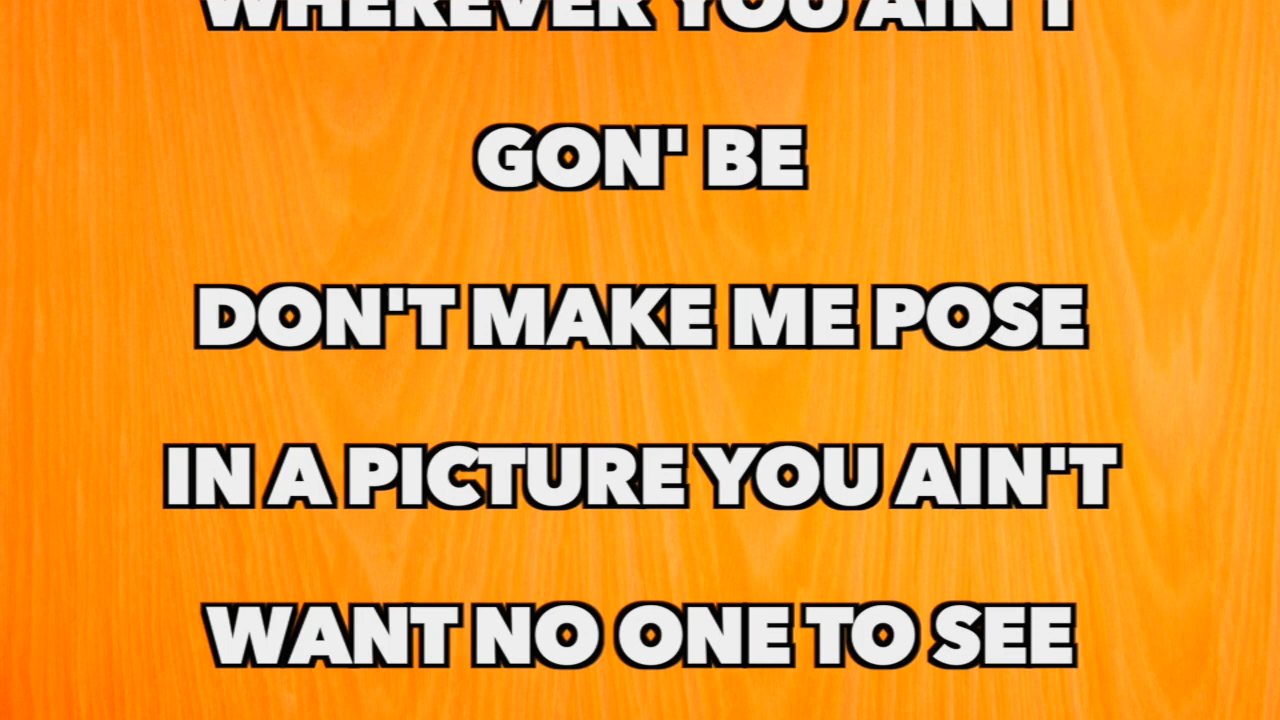 WHEREVER YOU AIN'T
GON' BE
DON'T MAKE ME POSE
IN A PICTURE YOU AIN'T
WANT NO ONE TO SEE